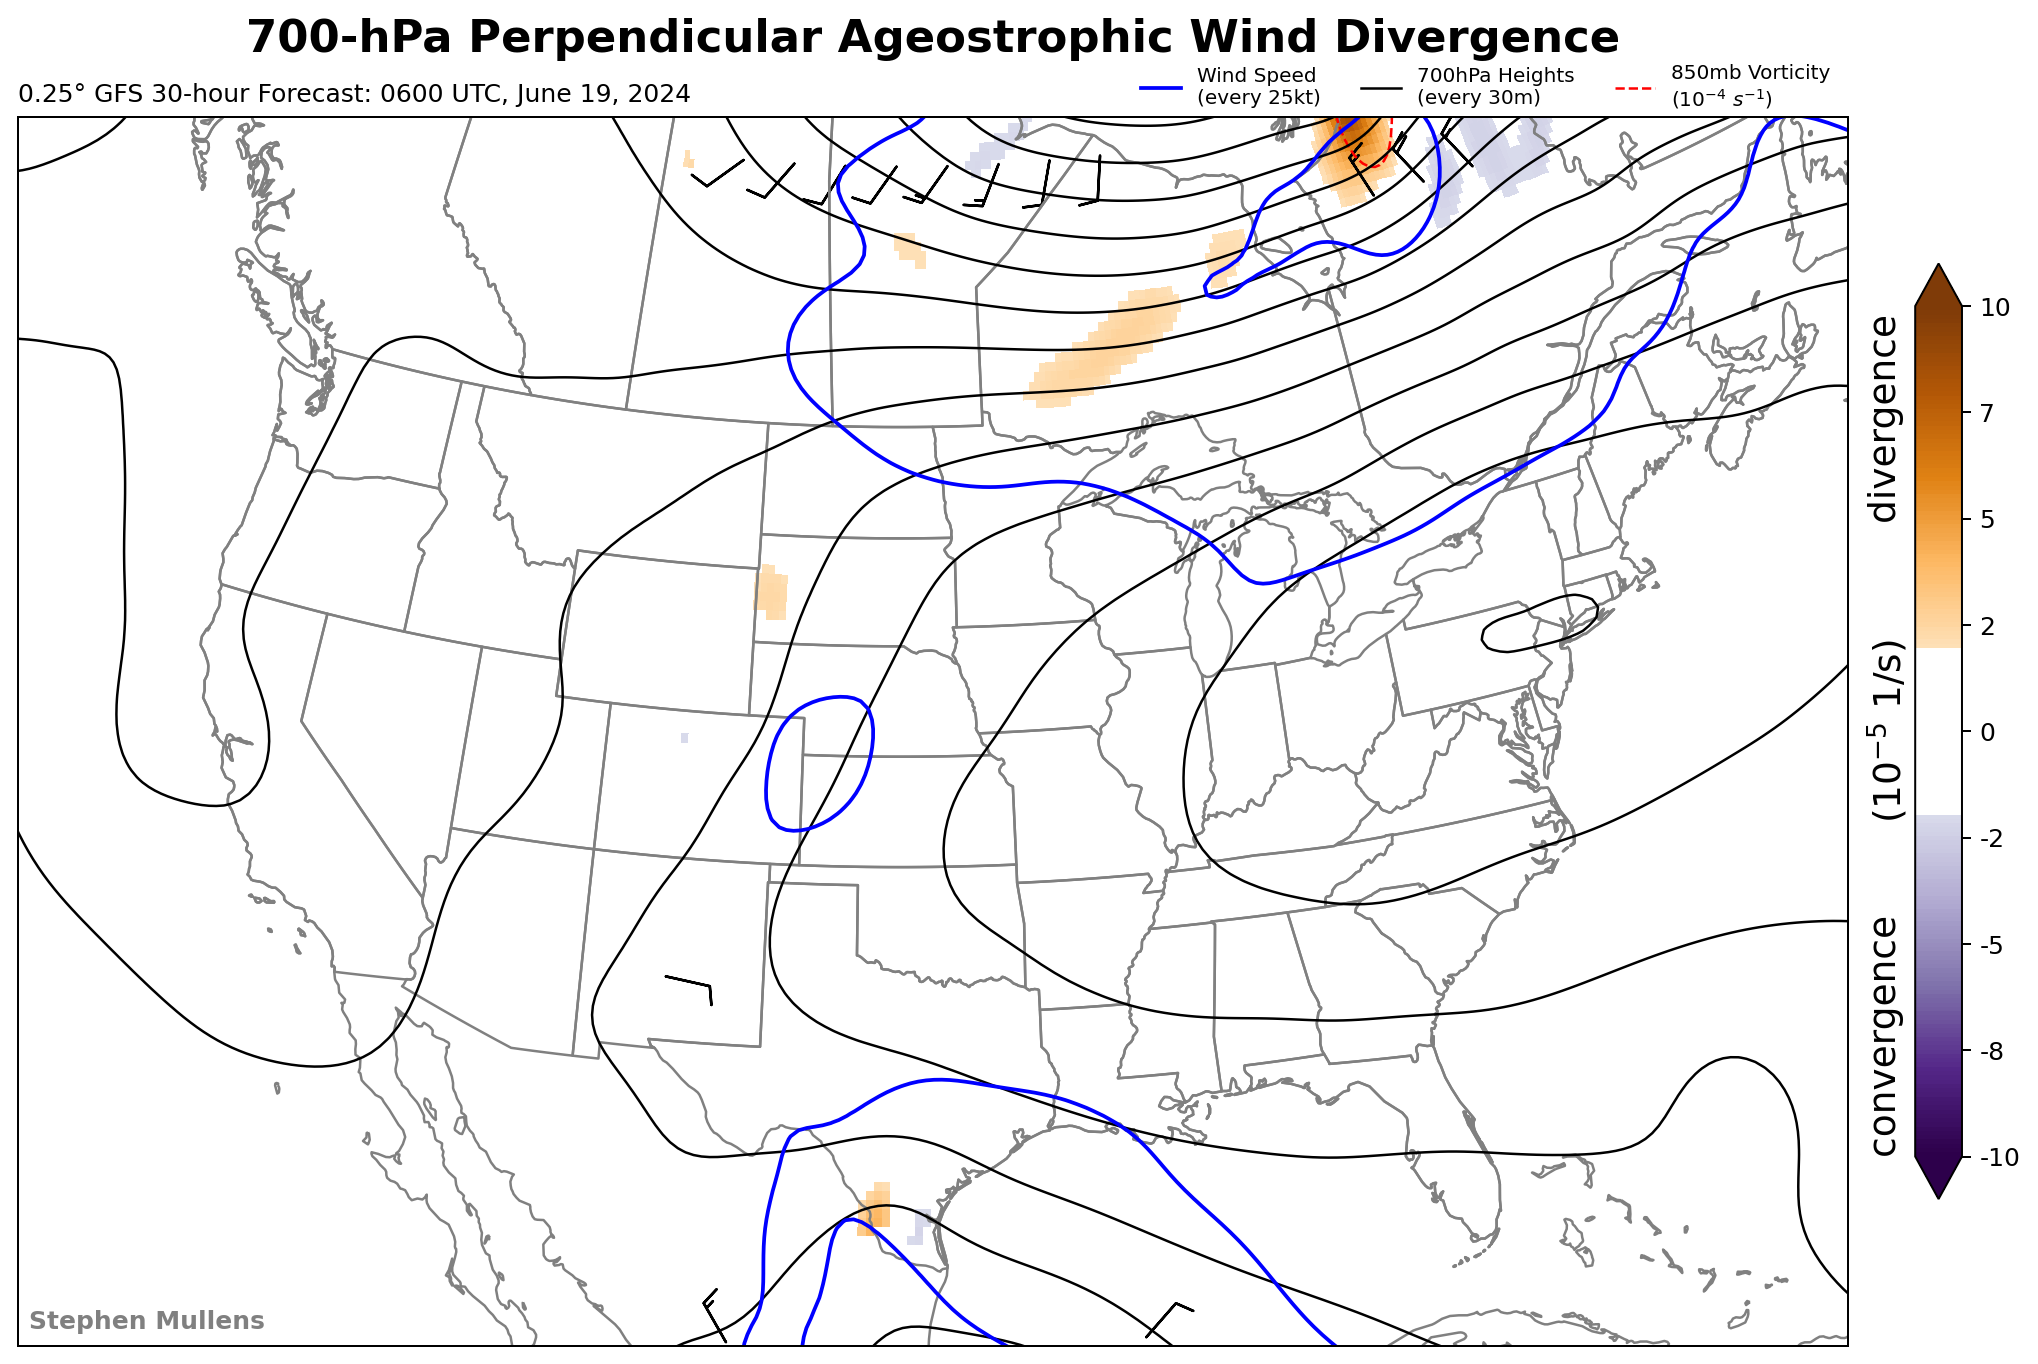 700-hPa Perpendicular Ageostrophic Wind Divergence
0.25° GFS 30-hour Forecast: 0600 UTC, June 19, 2024
Wind Speed
(every 25kt)
700hPa Heights
(every 30m)
850mb Vorticity
(10⁻⁴ s⁻¹)
10
7
5
2
0
-2
-5
-8
-10
convergence (10⁻⁵ 1/s) divergence
Stephen Mullens